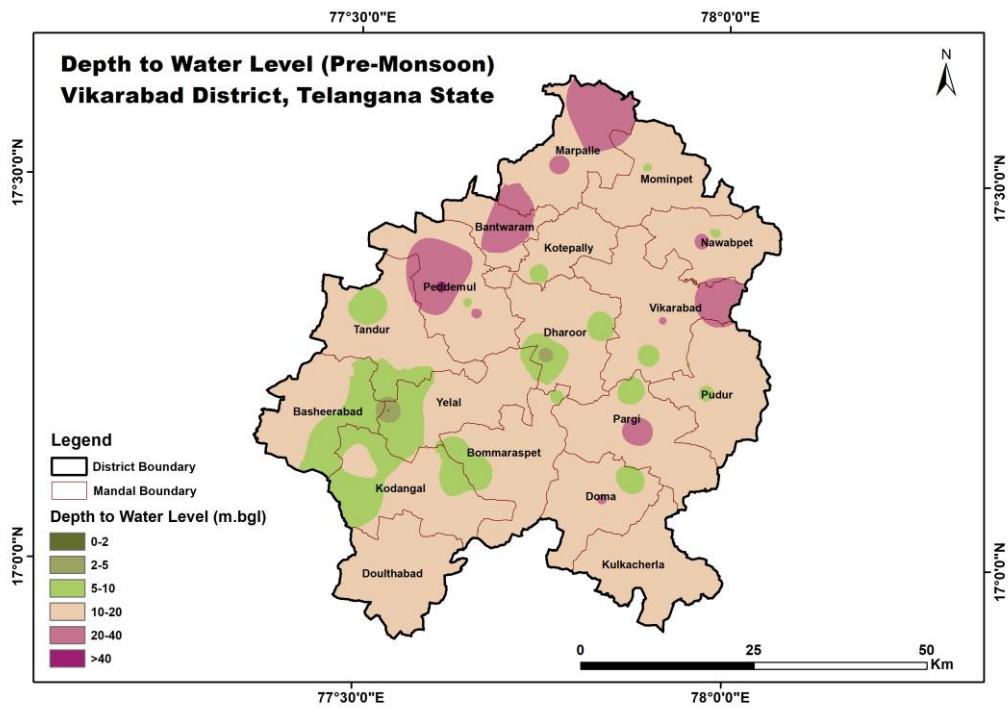 77°30'0"E
78°0'0"E
Depth to Water Level (Pre-Monsoon)
Vikarabad District, Telangana State
N
17°30'0"N
17°30'0"N
Marpalle
Mominpet
Bantwaram
Kotepally
Nawabpet
Peddemul
Vikarabad
Tandur
Dharoor
Pudur
Basheerabad
Yelal
Pargi
Bommaraspet
Kodangal
Doma
Doulthabad
Kulkacherla
17°0'0"N
17°0'0"N
Legend
District Boundary
Mandal Boundary
Depth to Water Level (m.bgl)
0-2
2-5
5-10
10-20
20-40
>40
0
25
50
Km
77°30'0"E
78°0'0"E